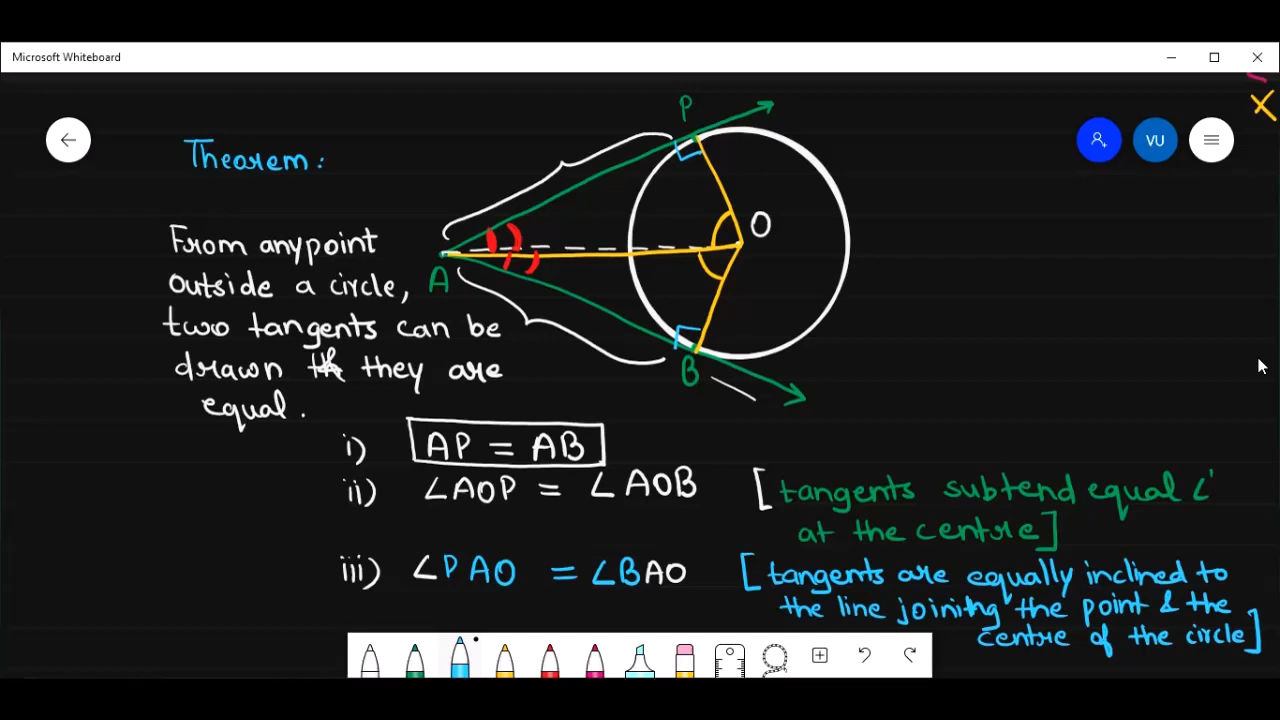 Microsoft Whiteboard
VU
Theorem:
P
O
A
B
From anypoint
outside a circle,
two tangents can be
drawn they are
equal.
i) AP = AB
ii) ∠AOP = ∠AOB [tangents subtend equal ∠'
at the centre]
iii) ∠PAO = ∠BAO [tangents are equally inclined to
the line joining the point & the
centre of the circle]